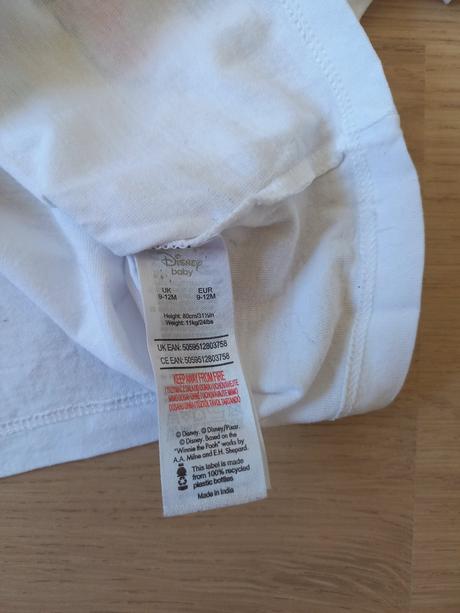 Disney
baby
UK EUR
9-12M 9-12M
Height: 80cm/31½in
Weight: 11kg/24lbs
UK EAN: 5059512803758
CE EAN: 5059512803758
KEEP AWAY FROM FIRE
© Disney. © Disney/Pixar.
© Disney. Based on the
"Winnie the Pooh" works by
A.A. Milne and E.H. Shepard.
This label is made
from 100% recycled
plastic bottles
Made in India